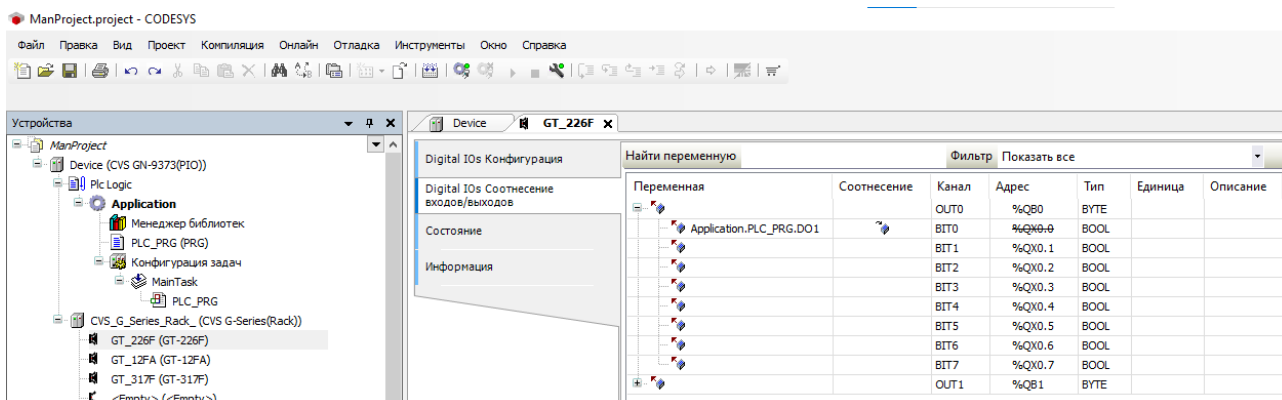 ManProject.project - CODESYS
Файл Правка Вид Проект Компиляция Онлайн Отладка Инструменты Окно Справка
Устройства
ManProject
Device (CVS GN-9373(PIO))
Plc Logic
Application
Менеджер библиотек
PLC_PRG (PRG)
Конфигурация задач
MainTask
PLC_PRG
CVS_G_Series_Rack_ (CVS G-Series(Rack))
GT_226F (GT-226F)
GT_12FA (GT-12FA)
GT_317F (GT-317F)
<Empty> (<Empty>)
Device GT_226F
Digital IOs Конфигурация
Digital IOs Соотнесение
входов/выходов
Состояние
Информация
Найти переменную Фильтр Показать все
Переменная Соотнесение Канал Адрес Тип Единица Описание
OUT0 %QB0 BYTE
Application.PLC_PRG.DO1 BIT0 %QX0.0 BOOL
BIT1 %QX0.1 BOOL
BIT2 %QX0.2 BOOL
BIT3 %QX0.3 BOOL
BIT4 %QX0.4 BOOL
BIT5 %QX0.5 BOOL
BIT6 %QX0.6 BOOL
BIT7 %QX0.7 BOOL
OUT1 %QB1 BYTE